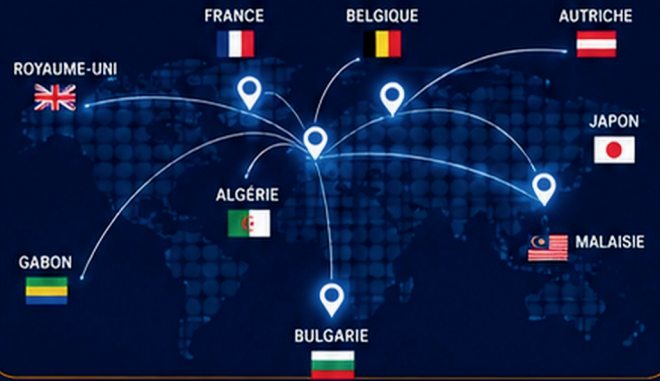 FRANCE
BELGIQUE
AUTRICHE
ROYAUME-UNI
JAPON
ALGÉRIE
MALAISIE
GABON
BULGARIE